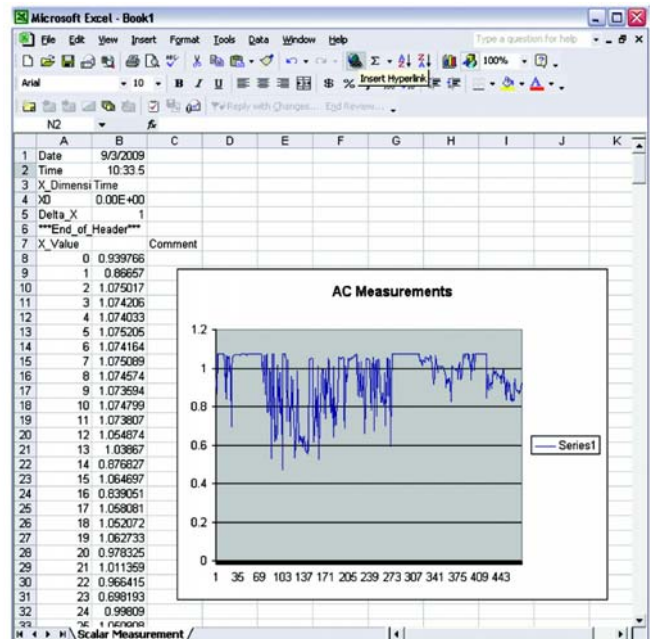 Microsoft Excel - Book1
File Edit View Insert Format Tools Data Window Help Type a question for help
Σ 100%
Arial 10 B I U $ % Insert Hyperlink A
Reply with Changes... End Review...
N2 fx
A B C D E F G H I J K
1 Date 9/3/2009
2 Time 10:33.5
3 X_Dimensi Time
4 X0 0.00E+00
5 Delta_X 1
6 ***End_of_Header***
7 X_Value Comment
8 0 0.939766
9 1 0.86657
10 2 1.075017
11 3 1.074206
12 4 1.074033
13 5 1.075205
14 6 1.074164
15 7 1.075089
16 8 1.074574
17 9 1.073594
18 10 1.074799
19 11 1.073807
20 12 1.054874
21 13 1.03867
22 14 0.876827
23 15 1.064697
24 16 0.839051
25 17 1.058081
26 18 1.052072
27 19 1.062733
28 20 0.978325
29 21 1.011359
30 22 0.966415
31 23 0.698193
32 24 0.99809
33 25
AC Measurements
1.2
1
0.8
0.6
0.4
0.2
0
1 35 69 103 137 171 205 239 273 307 341 375 409 443
Series1
Scalar Measurement